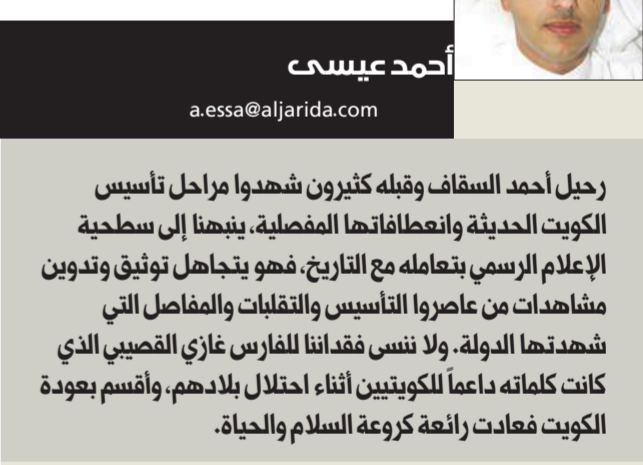 أحمد عيسى
a.essa@aljarida.com
رحيل أحمد السقاف وقبله كثيرون شهدوا مراحل تأسيس
الكويت الحديثة وانعطافاتها المفصلية، ينبهنا إلى سطحية
الإعلام الرسمي بتعامله مع التاريخ، فهو يتجاهل توثيق وتدوين
مشاهدات من عاصروا التأسيس والتقلبات والمفاصل التي
شهدتها الدولة. ولا ننسى فقداننا للفارس غازي القصيبي الذي
كانت كلماته داعماً للكويتيين أثناء احتلال بلادهم، وأقسم بعودة
الكويت فعادت رائعة كروعة السلام والحياة.